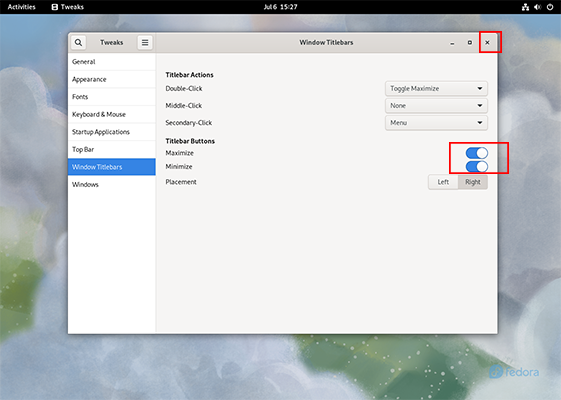 Activities Tweaks Jul 6 15:27
Tweaks Window Titlebars
General
Appearance
Fonts
Keyboard & Mouse
Startup Applications
Top Bar
Window Titlebars
Windows
Titlebar Actions
Double-Click Toggle Maximize
Middle-Click None
Secondary-Click Menu
Titlebar Buttons
Maximize
Minimize
Placement Left Right
fedora